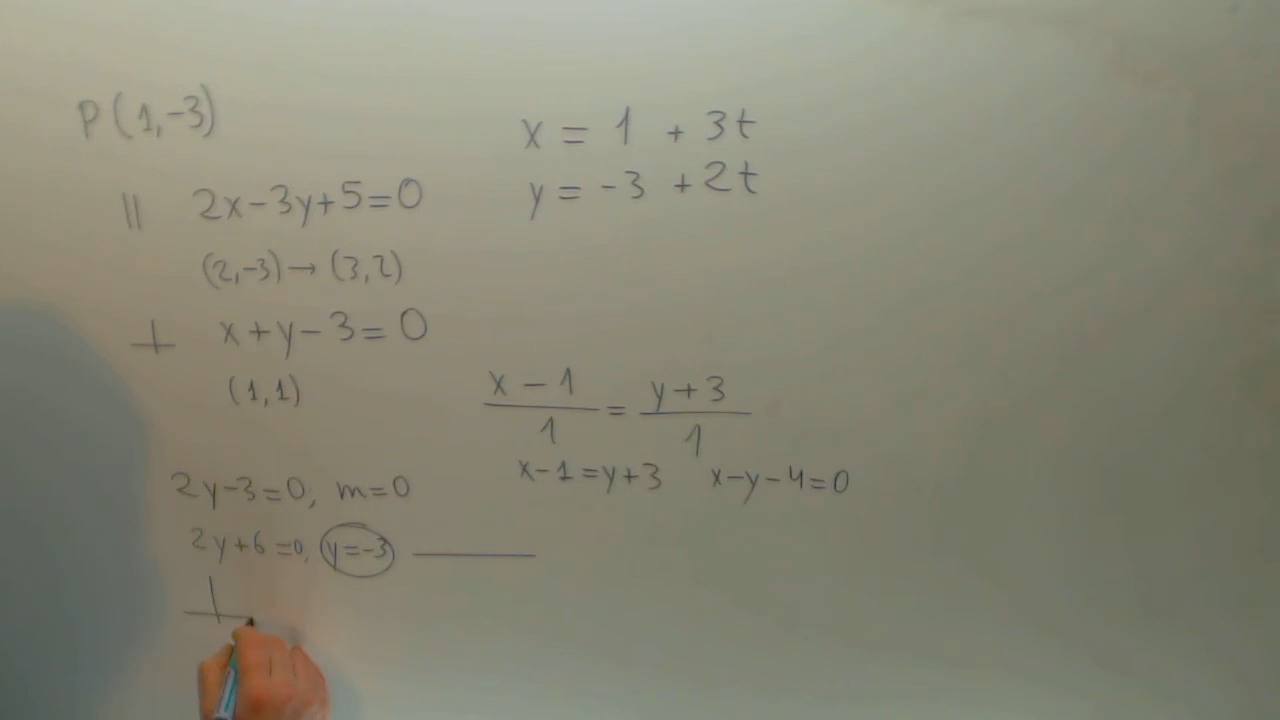 P(1,-3)
x = 1 + 3t
|| 2x-3y+5=0
y = -3 + 2t
(2,-3)→(3,2)
⊥ x+y-3=0
(1,1)
x-1/1 = y+3/1
x-1=y+3 x-y-4=0
2y-3=0, m=0
2y+6=0, y=-3
⊥